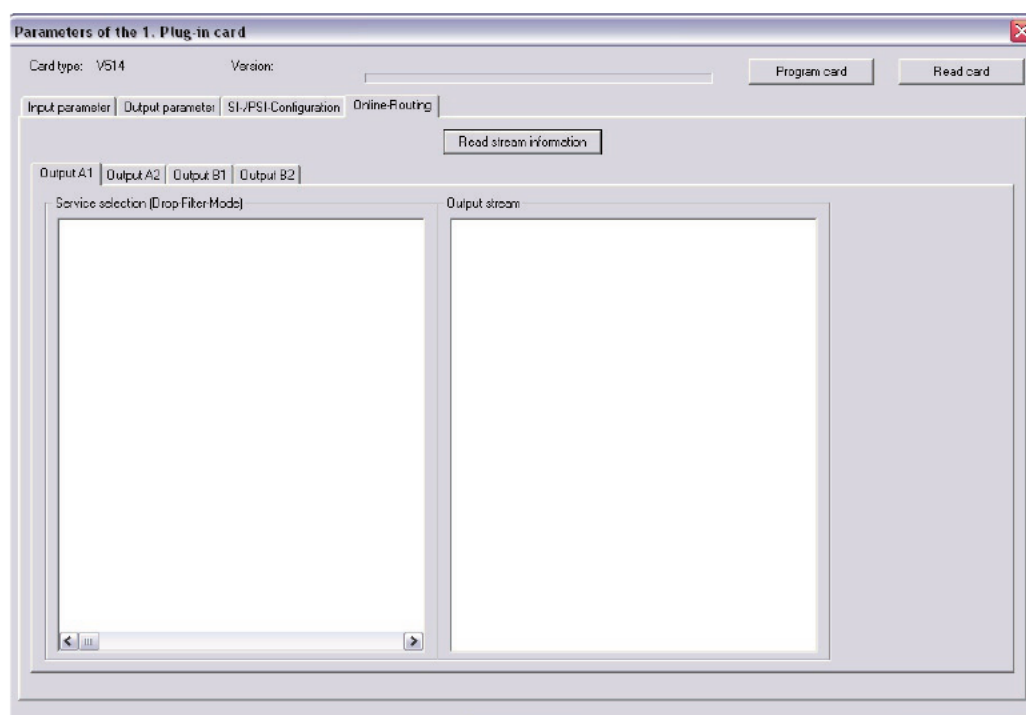 Parameters of the 1. Plug-in card
Card type: V514 Version: Program card Read card
Input parameter Output parameter SI-/PSI-Configuration Online-Routing
Read stream information
Output A1 Output A2 Output B1 Output B2
Service selection (Drop-Filter-Mode) Output stream